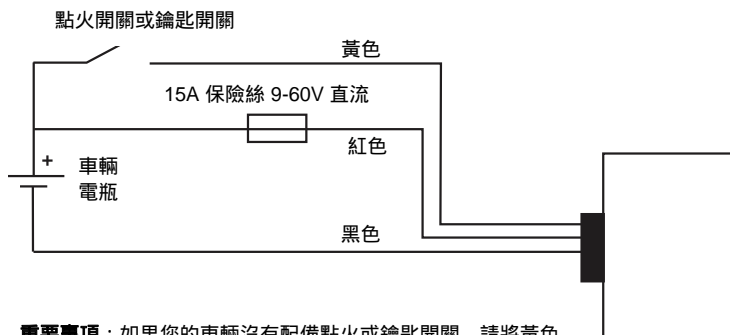 點火開關或鑰匙開關
黃色
15A 保險絲 9-60V 直流
紅色
+
車輛
電瓶
黑色
重要事項：如果您的車輛沒有配備點火或鑰匙開關，請將黃色